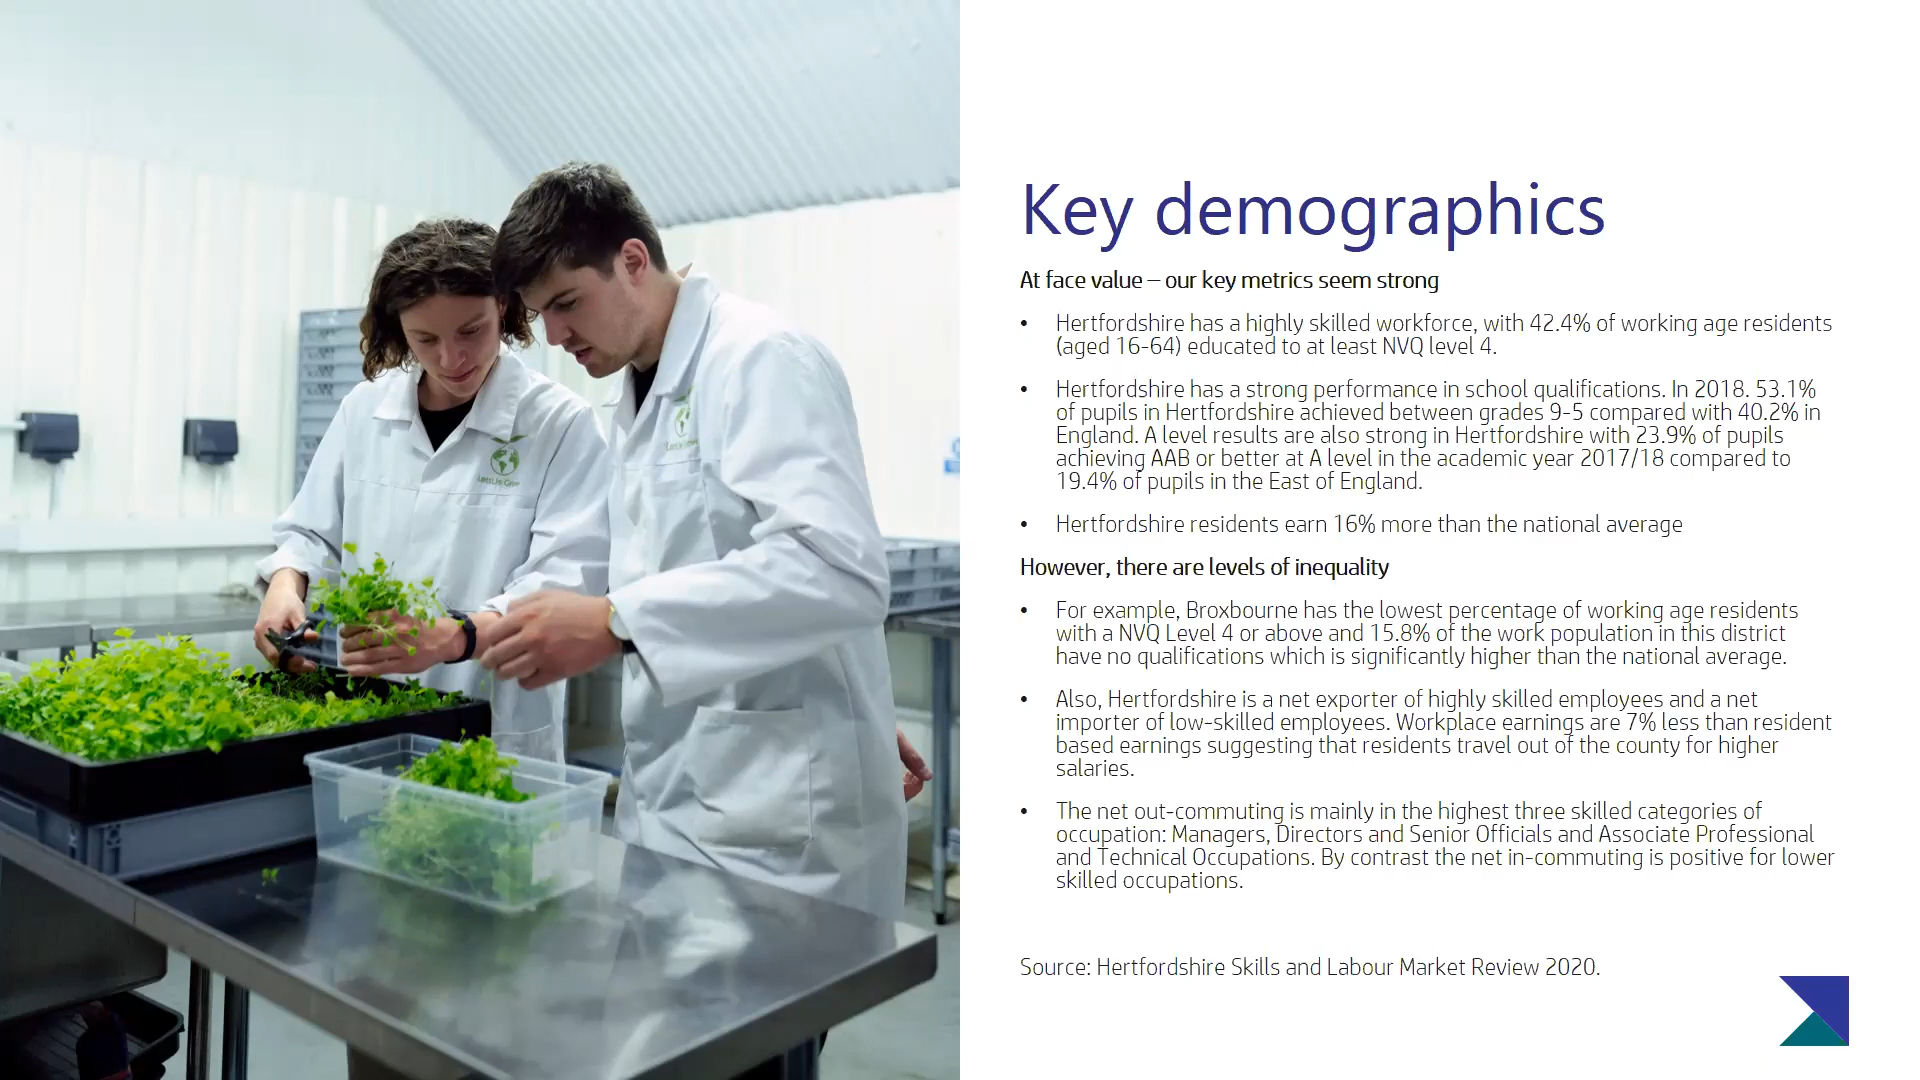 Key demographics
At face value – our key metrics seem strong
• Hertfordshire has a highly skilled workforce, with 42.4% of working age residents
(aged 16-64) educated to at least NVQ level 4.
• Hertfordshire has a strong performance in school qualifications. In 2018. 53.1%
of pupils in Hertfordshire achieved between grades 9-5 compared with 40.2% in
England. A level results are also strong in Hertfordshire with 23.9% of pupils
achieving AAB or better at A level in the academic year 2017/18 compared to
19.4% of pupils in the East of England.
• Hertfordshire residents earn 16% more than the national average
However, there are levels of inequality
• For example, Broxbourne has the lowest percentage of working age residents
with a NVQ Level 4 or above and 15.8% of the work population in this district
have no qualifications which is significantly higher than the national average.
• Also, Hertfordshire is a net exporter of highly skilled employees and a net
importer of low-skilled employees. Workplace earnings are 7% less than resident
based earnings suggesting that residents travel out of the county for higher
salaries.
• The net out-commuting is mainly in the highest three skilled categories of
occupation: Managers, Directors and Senior Officials and Associate Professional
and Technical Occupations. By contrast the net in-commuting is positive for lower
skilled occupations.
Source: Hertfordshire Skills and Labour Market Review 2020.